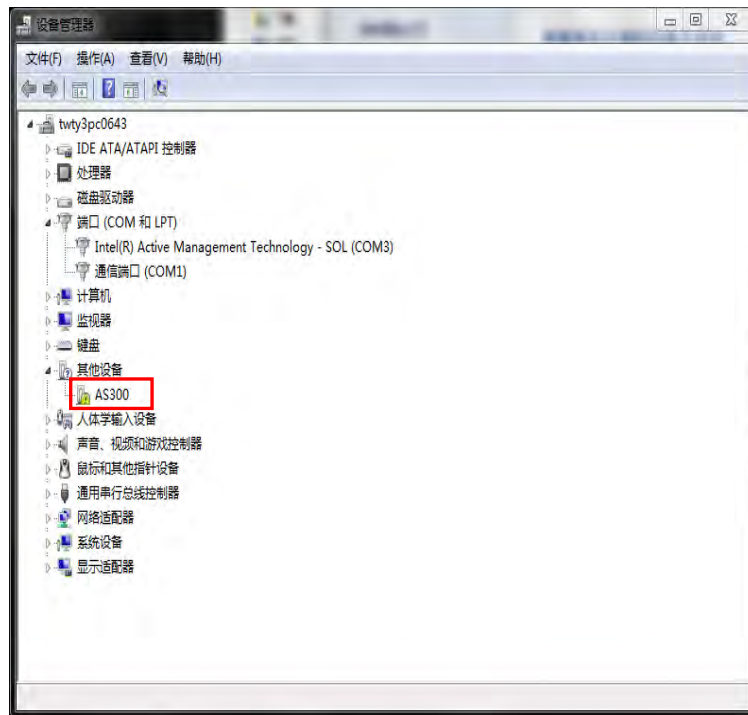 设备管理器
文件(F) 操作(A) 查看(V) 帮助(H)
twty3pc0643
IDE ATA/ATAPI 控制器
处理器
磁盘驱动器
端口 (COM 和 LPT)
Intel(R) Active Management Technology - SOL (COM3)
通信端口 (COM1)
计算机
监视器
键盘
其他设备
AS300
人体学输入设备
声音、视频和游戏控制器
鼠标和其他指针设备
通用串行总线控制器
网络适配器
系统设备
显示适配器